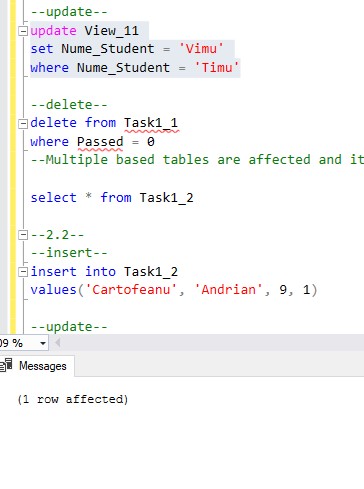 --update--
update View_11
set Nume_Student = 'Vimu'
where Nume_Student = 'Timu'
--delete--
delete from Task1_1
where Passed = 0
--Multiple based tables are affected and it
select * from Task1_2
--2.2--
--insert--
insert into Task1_2
values('Cartofeanu', 'Andrian', 9, 1)
--update--
09 %
Messages
(1 row affected)